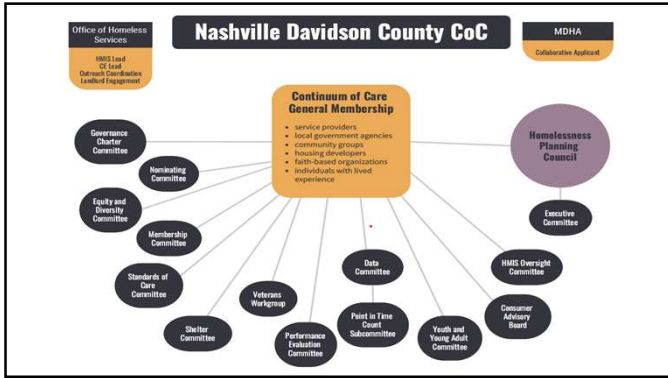 Office of Homeless
Services
HMIS Lead
CE Lead
Outreach Coordination
Landlord Engagement
Nashville Davidson County CoC
MDHA
Collaborative Applicant
Continuum of Care
General Membership
• service providers
• local government agencies
• community groups
• housing developers
• faith-based organizations
• individuals with lived
experience
Homelessness
Planning
Council
Governance
Charter
Committee
Nominating
Committee
Equity and
Diversity
Committee
Membership
Committee
Standards of
Care
Committee
Shelter
Committee
Veterans
Workgroup
Performance
Evaluation
Committee
Data
Committee
Point in Time
Count
Subcommittee
Youth and
Young Adult
Committee
Consumer
Advisory
Board
HMIS Oversight
Committee
Executive
Committee